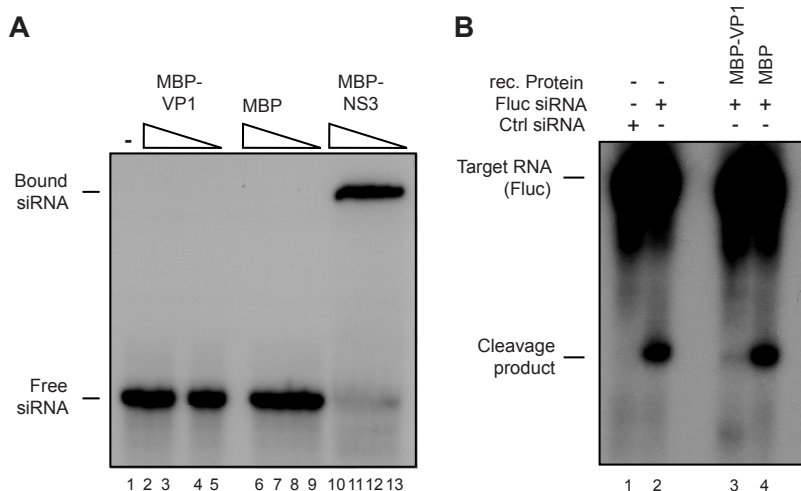 A
MBP-
VP1
MBP
MBP-
NS3
-
Bound
siRNA
Free
siRNA
1 2 3 4 5 6 7 8 9 10 11 12 13
B
MBP-VP1
MBP
rec. Protein - - 
Fluc siRNA - + + +
Ctrl siRNA + - - -
Target RNA
(Fluc)
Cleavage
product
1 2 3 4